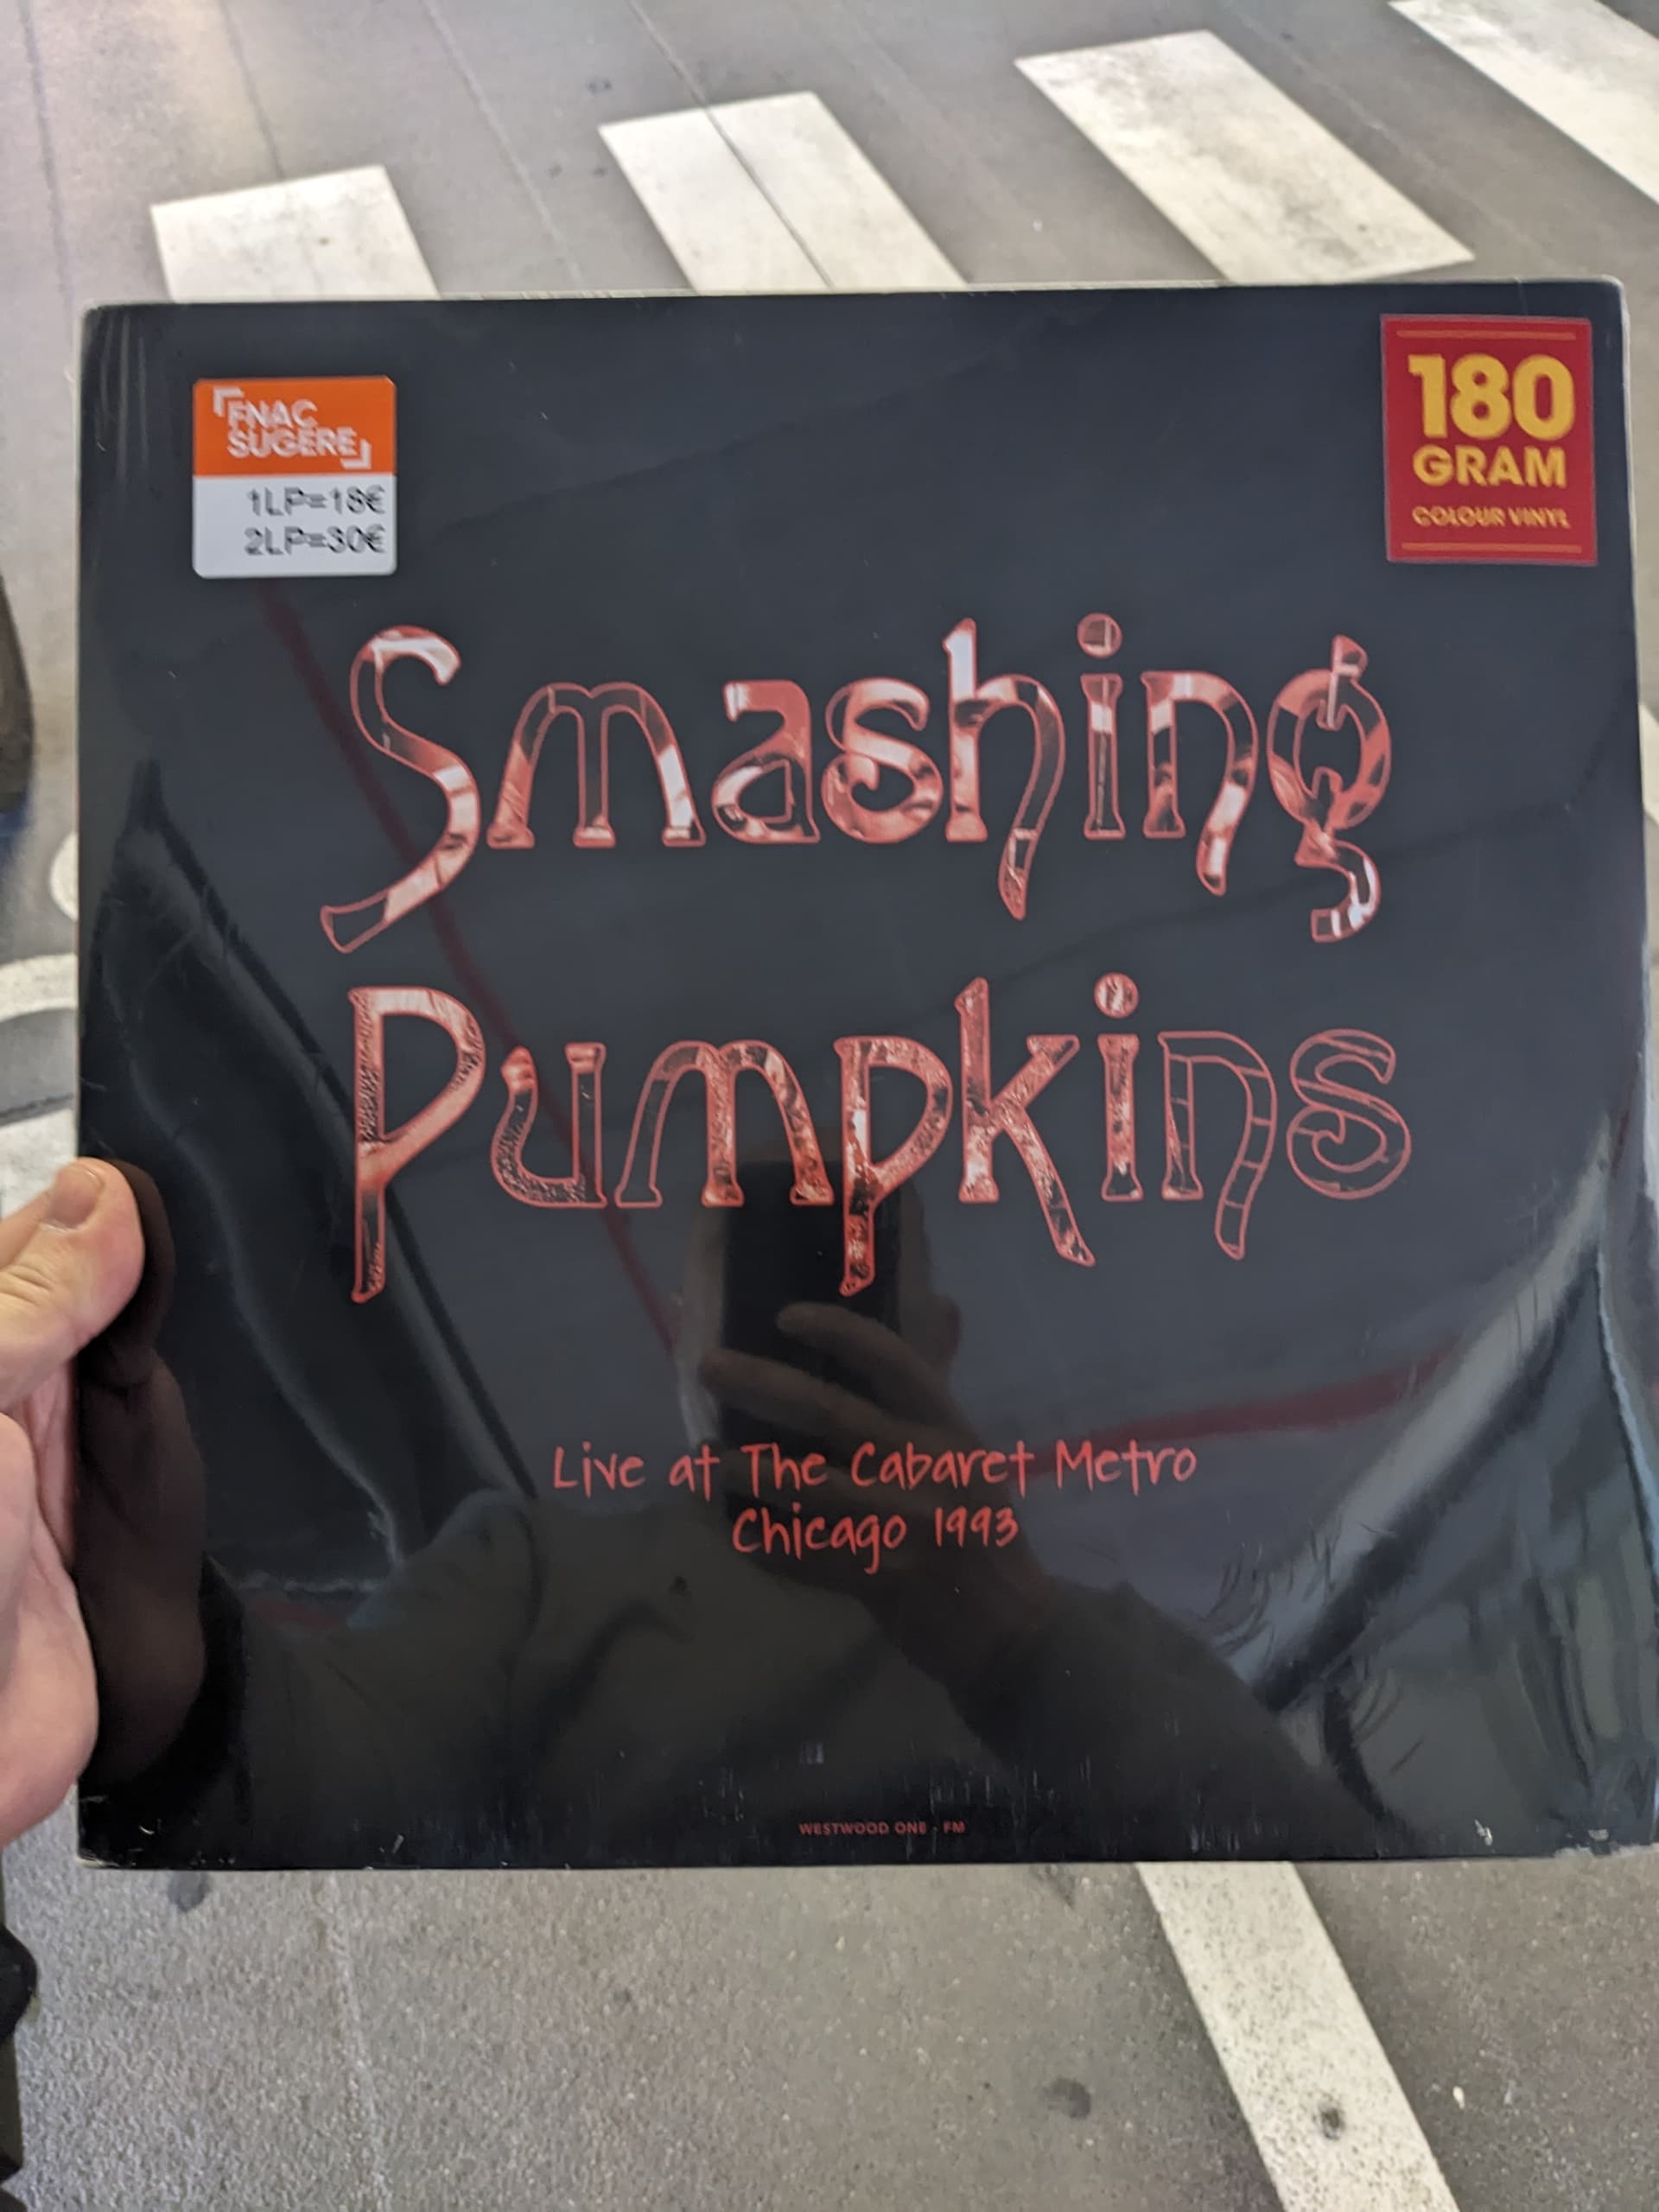 FNAC
SUGERE
1LP=18€
2LP=30€
180
GRAM
COLOUR VINYL
Smashing
Pumpkins
Live at The Cabaret Metro
Chicago 1993
WESTWOOD ONE - FM